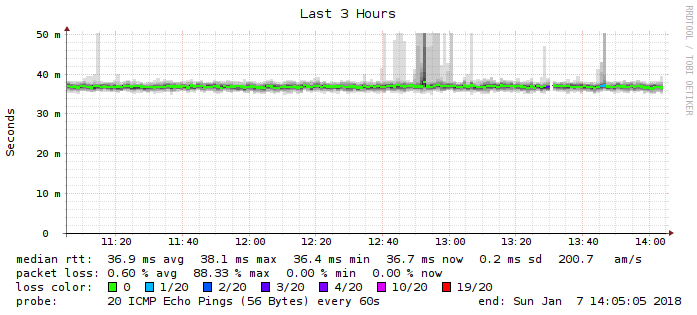 Last 3 Hours
RRDTOOL / TOBI OETIKER
Seconds
50 m
40 m
30 m
20 m
10 m
0
11:20 11:40 12:00 12:20 12:40 13:00 13:20 13:40 14:00
median rtt: 36.9 ms avg 38.1 ms max 36.4 ms min 36.7 ms now 0.2 ms sd 200.7 am/s
packet loss: 0.60 % avg 88.33 % max 0.00 % min 0.00 % now
loss color: 0 1/20 2/20 3/20 4/20 10/20 19/20
probe: 20 ICMP Echo Pings (56 Bytes) every 60s end: Sun Jan 7 14:05:05 2018